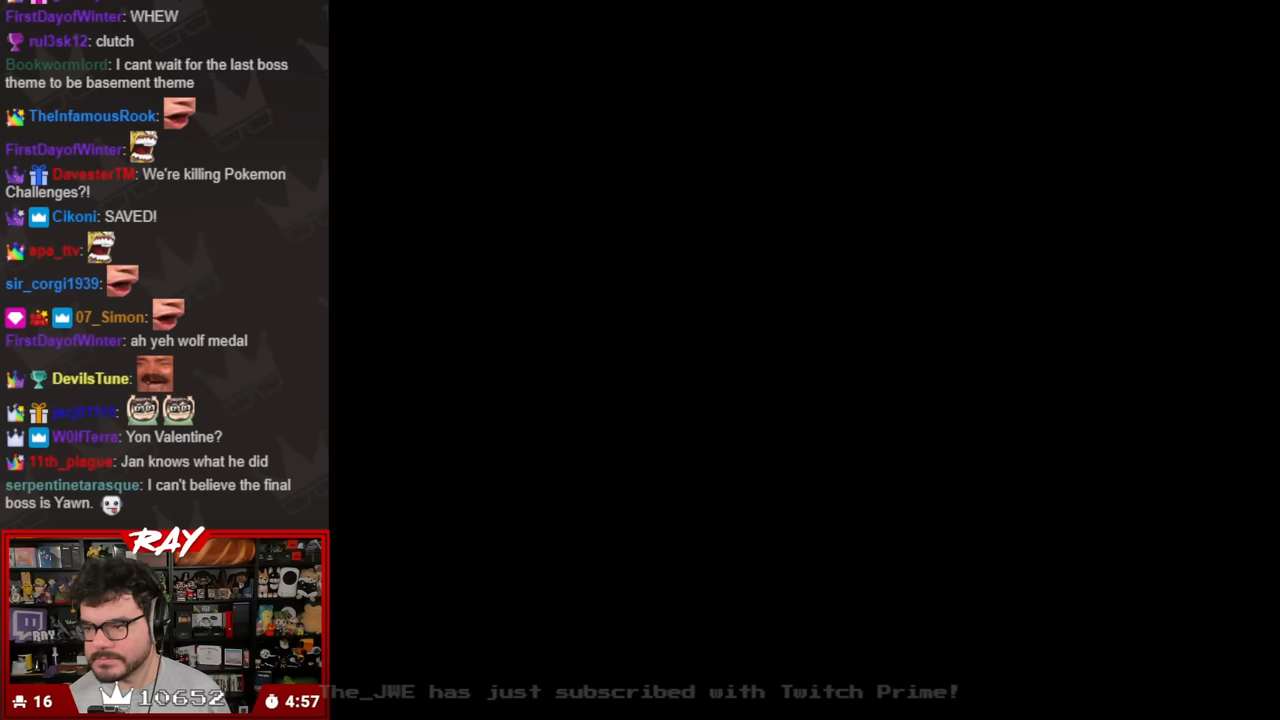 FirstDayofWinter: WHEW
rul3sk12: clutch
Bookwormlord: I cant wait for the last boss
theme to be basement theme
TheInfamousRook:
FirstDayofWinter:
DavesterTM: We're killing Pokemon
Challenges?!
Cikoni: SAVED!
apa_ttv:
sir_corgi1939:
07_Simon:
FirstDayofWinter: ah yeh wolf medal
DevilsTune:
W0lfTerra: Yon Valentine?
11th_plague: Jan knows what he did
serpentinetarasque: I can't believe the final
boss is Yawn.
RAY
RAY
16
10652
4:57
The_JWE has just subscribed with Twitch Prime!